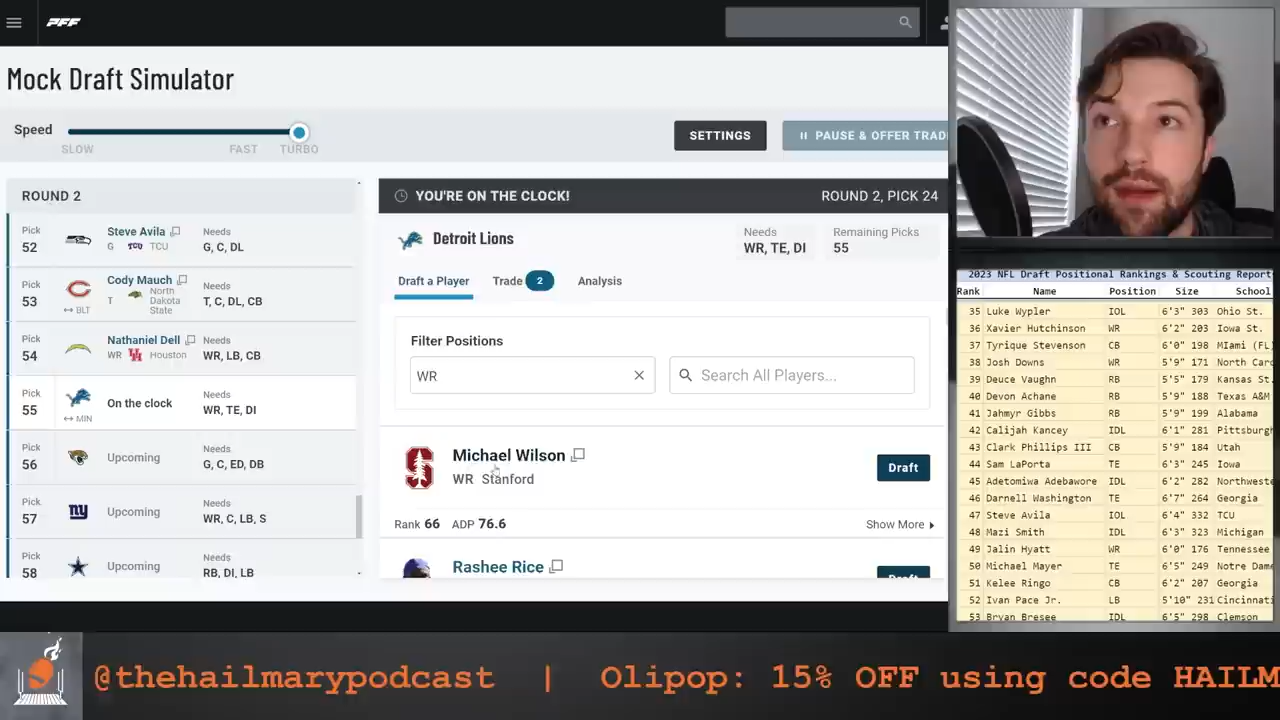 PFF
Mock Draft Simulator
Speed
SLOW
FAST
TURBO
SETTINGS
PAUSE & OFFER TRAD
ROUND 2
Pick
52
Steve Avila
G TCU TCU
Needs
G, C, DL
Pick
53
BLT
Cody Mauch
T North
Dakota
State
Needs
T, C, DL, CB
Pick
54
Nathaniel Dell
WR Houston
Needs
WR, LB, CB
Pick
55
MIN
On the clock
Needs
WR, TE, DI
Pick
56
Upcoming
Needs
G, C, ED, DB
Pick
57
Upcoming
Needs
WR, C, LB, S
Pick
58
Upcoming
Needs
RB, DI, LB
YOU'RE ON THE CLOCK!
ROUND 2, PICK 24
Detroit Lions
Needs
WR, TE, DI
Remaining Picks
55
Draft a Player
Trade 2
Analysis
Filter Positions
WR
Search All Players...
Michael Wilson
WR Stanford
Draft
Rank 66 ADP 76.6
Show More
Rashee Rice
Draft
2023 NFL Draft Positional Rankings & Scouting Report
Rank Name Position Size School
35 Luke Wypler IOL 6'3" 303 Ohio St.
36 Xavier Hutchinson WR 6'2" 203 Iowa St.
37 Tyrique Stevenson CB 6'0" 198 MIami (FL)
38 Josh Downs WR 5'9" 171 North Car
39 Deuce Vaughn RB 5'5" 179 Kansas St.
40 Devon Achane RB 5'9" 188 Texas A&M
41 Jahmyr Gibbs RB 5'9" 199 Alabama
42 Calijah Kancey IDL 6'1" 281 Pittsburgh
43 Clark Phillips III CB 5'9" 184 Utah
44 Sam LaPorta TE 6'3" 245 Iowa
45 Adetomiwa Adebawore IDL 6'2" 282 Northweste
46 Darnell Washington TE 6'7" 264 Georgia
47 Steve Avila IOL 6'4" 332 TCU
48 Mazi Smith IDL 6'3" 323 Michigan
49 Jalin Hyatt WR 6'0" 176 Tennessee
50 Michael Mayer TE 6'5" 249 Notre Dame
51 Kelee Ringo CB 6'2" 207 Georgia
52 Ivan Pace Jr. LB 5'10" 231 Cincinnati
53 Bryan Bresee IDL 6'5" 298 Clemson
@thehailmarypodcast | Olipop: 15% OFF using code HAILM